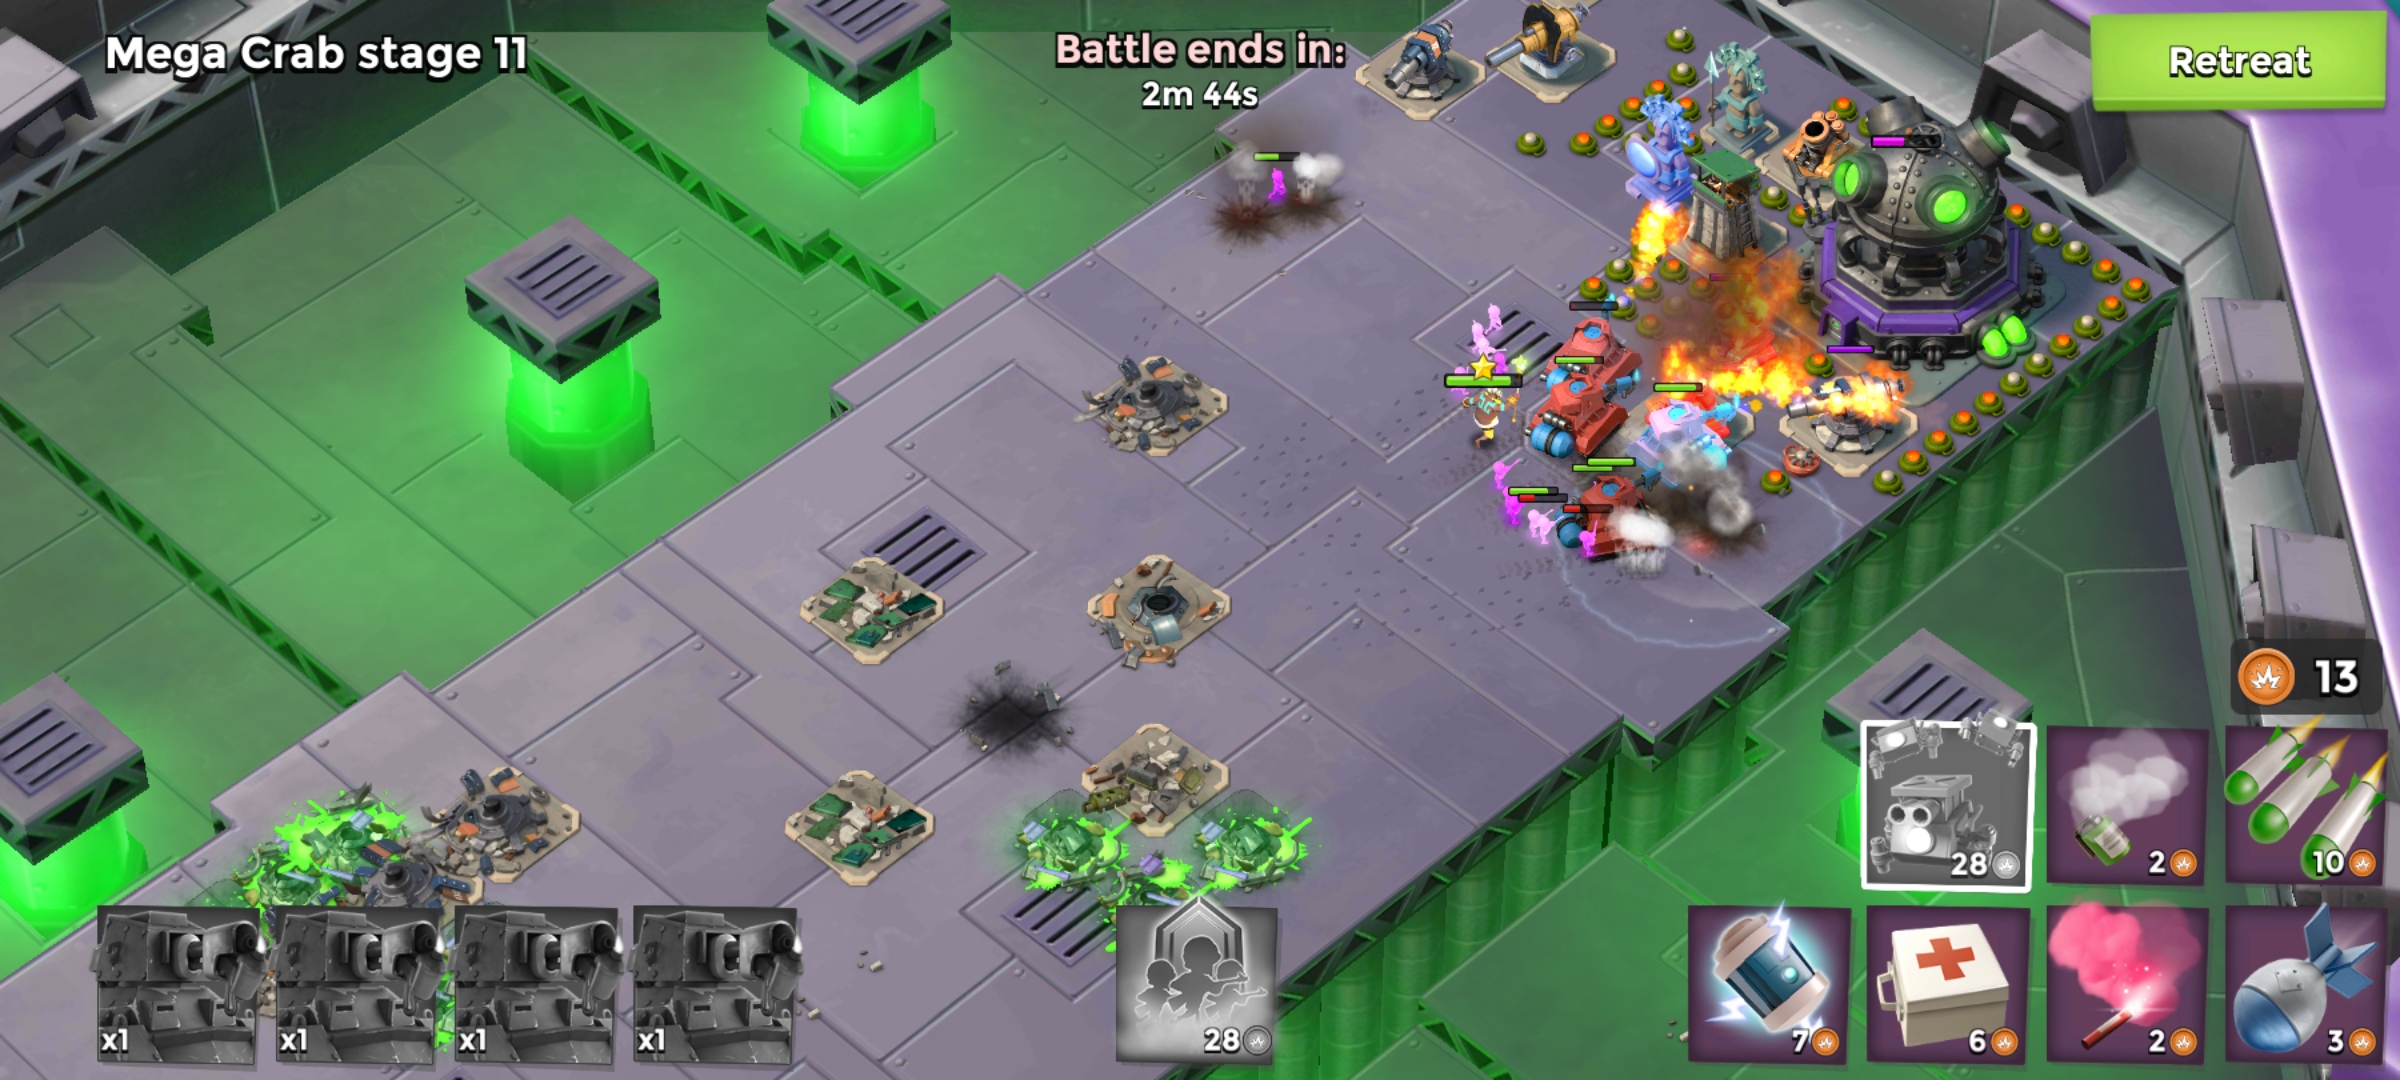 Mega Crab stage 11
Battle ends in:
2m 44s
Retreat
13
28
2
10
x1
x1
x1
x1
28
7
6
2
3